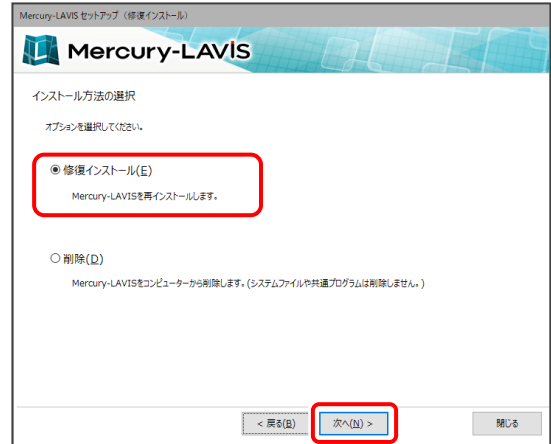 Mercury-LAVIS セットアップ（修復インストール）
Mercury-LAVIS
インストール方法の選択
オプションを選択してください。
修復インストール(E)
Mercury-LAVISを再インストールします。
削除(D)
Mercury-LAVISをコンピューターから削除します。(システムファイルや共通プログラムは削除しません。)
< 戻る(B)
次へ(N) >
閉じる